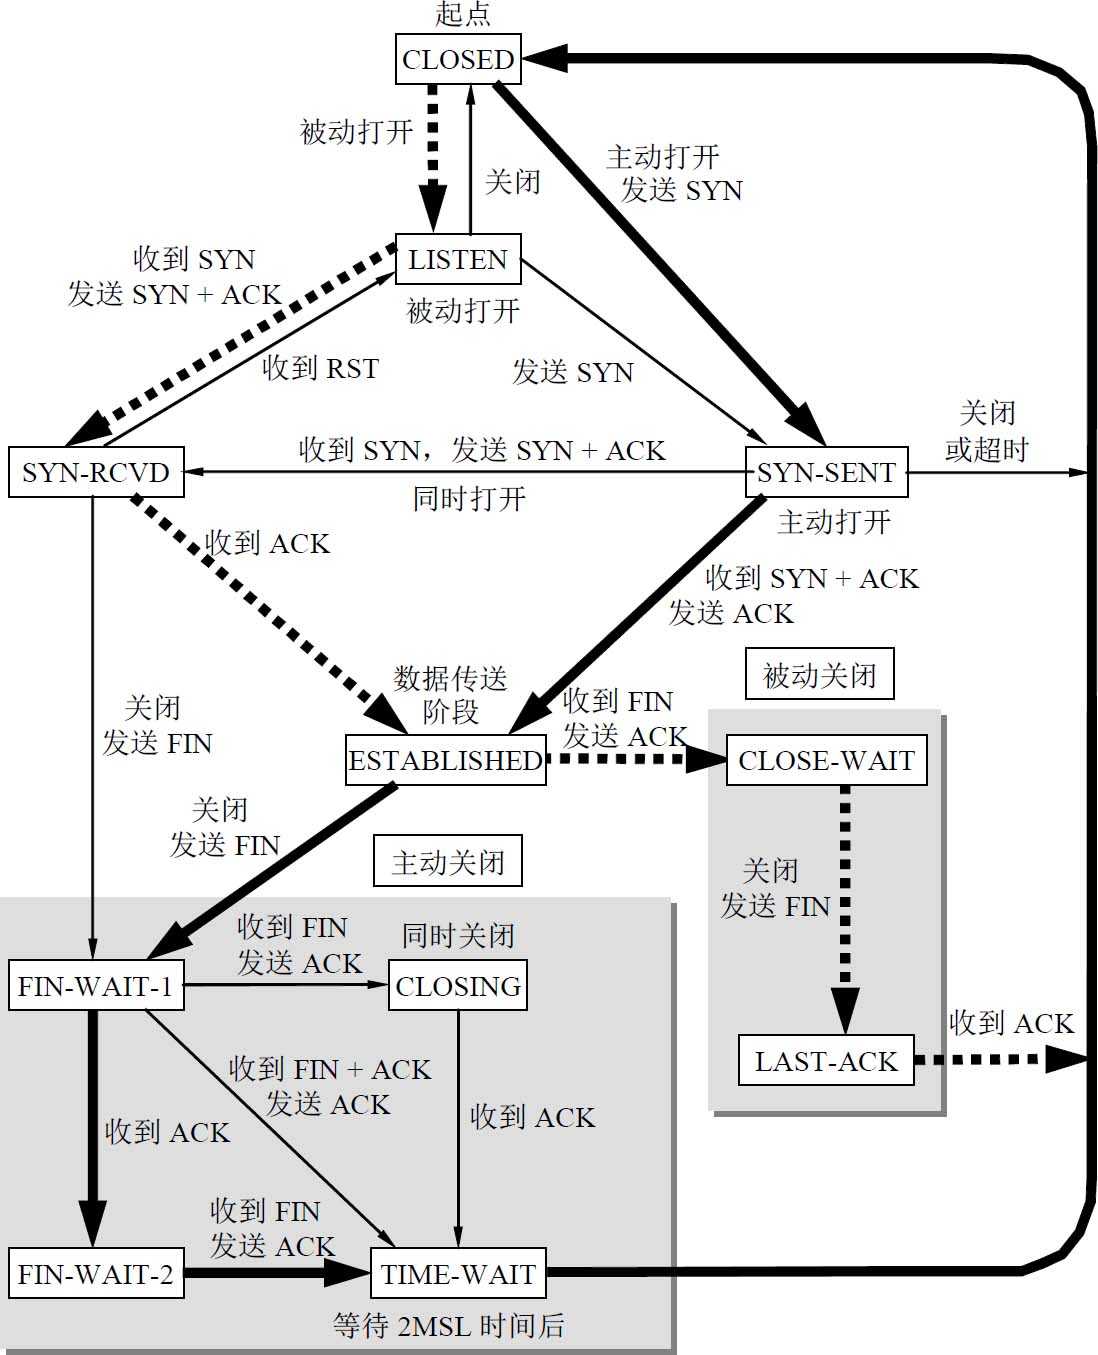 起点
CLOSED
被动打开
关闭
主动打开
发送 SYN
收到 SYN
发送 SYN + ACK
LISTEN
被动打开
收到 RST
发送 SYN
关闭
或超时
SYN-RCVD
收到 SYN，发送 SYN + ACK
同时打开
SYN-SENT
主动打开
收到 ACK
收到 SYN + ACK
发送 ACK
数据传送
阶段
被动关闭
关闭
发送 FIN
收到 FIN
发送 ACK
ESTABLISHED
CLOSE-WAIT
关闭
发送 FIN
主动关闭
关闭
发送 FIN
收到 FIN
发送 ACK
同时关闭
FIN-WAIT-1
CLOSING
收到 ACK
LAST-ACK
收到 FIN + ACK
发送 ACK
收到 ACK
收到 ACK
收到 FIN
发送 ACK
FIN-WAIT-2
TIME-WAIT
等待 2MSL 时间后